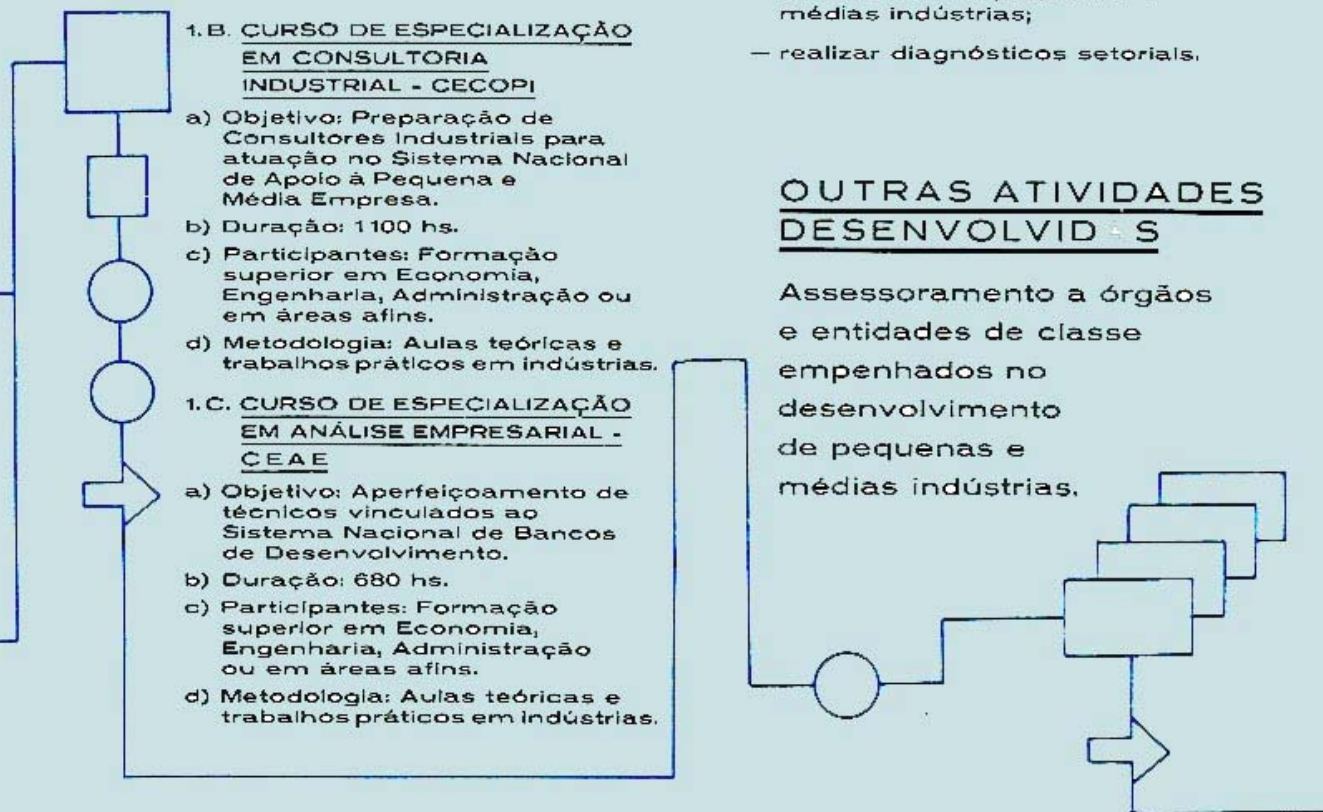 1.B. CURSO DE ESPECIALIZAÇÃO
EM CONSULTORIA
INDUSTRIAL - CECOPI
a) Objetivo: Preparação de
Consultores Industriais para
atuação no Sistema Nacional
de Apoio à Pequena e
Média Empresa.
b) Duração: 1100 hs.
c) Participantes: Formação
superior em Economia,
Engenharia, Administração ou
em áreas afins.
d) Metodologia: Aulas teóricas e
trabalhos práticos em indústrias.
1.C. CURSO DE ESPECIALIZAÇÃO
EM ANÁLISE EMPRESARIAL -
CEAE
a) Objetivo: Aperfeiçoamento de
técnicos vinculados ao
Sistema Nacional de Bancos
de Desenvolvimento.
b) Duração: 680 hs.
c) Participantes: Formação
superior em Economia,
Engenharia, Administração
ou em áreas afins.
d) Metodologia: Aulas teóricas e
trabalhos práticos em indústrias.
médias indústrias;
— realizar diagnósticos setoriais.
OUTRAS ATIVIDADES
DESENVOLVID S
Assessoramento a órgãos
e entidades de classe
empenhados no
desenvolvimento
de pequenas e
médias indústrias.